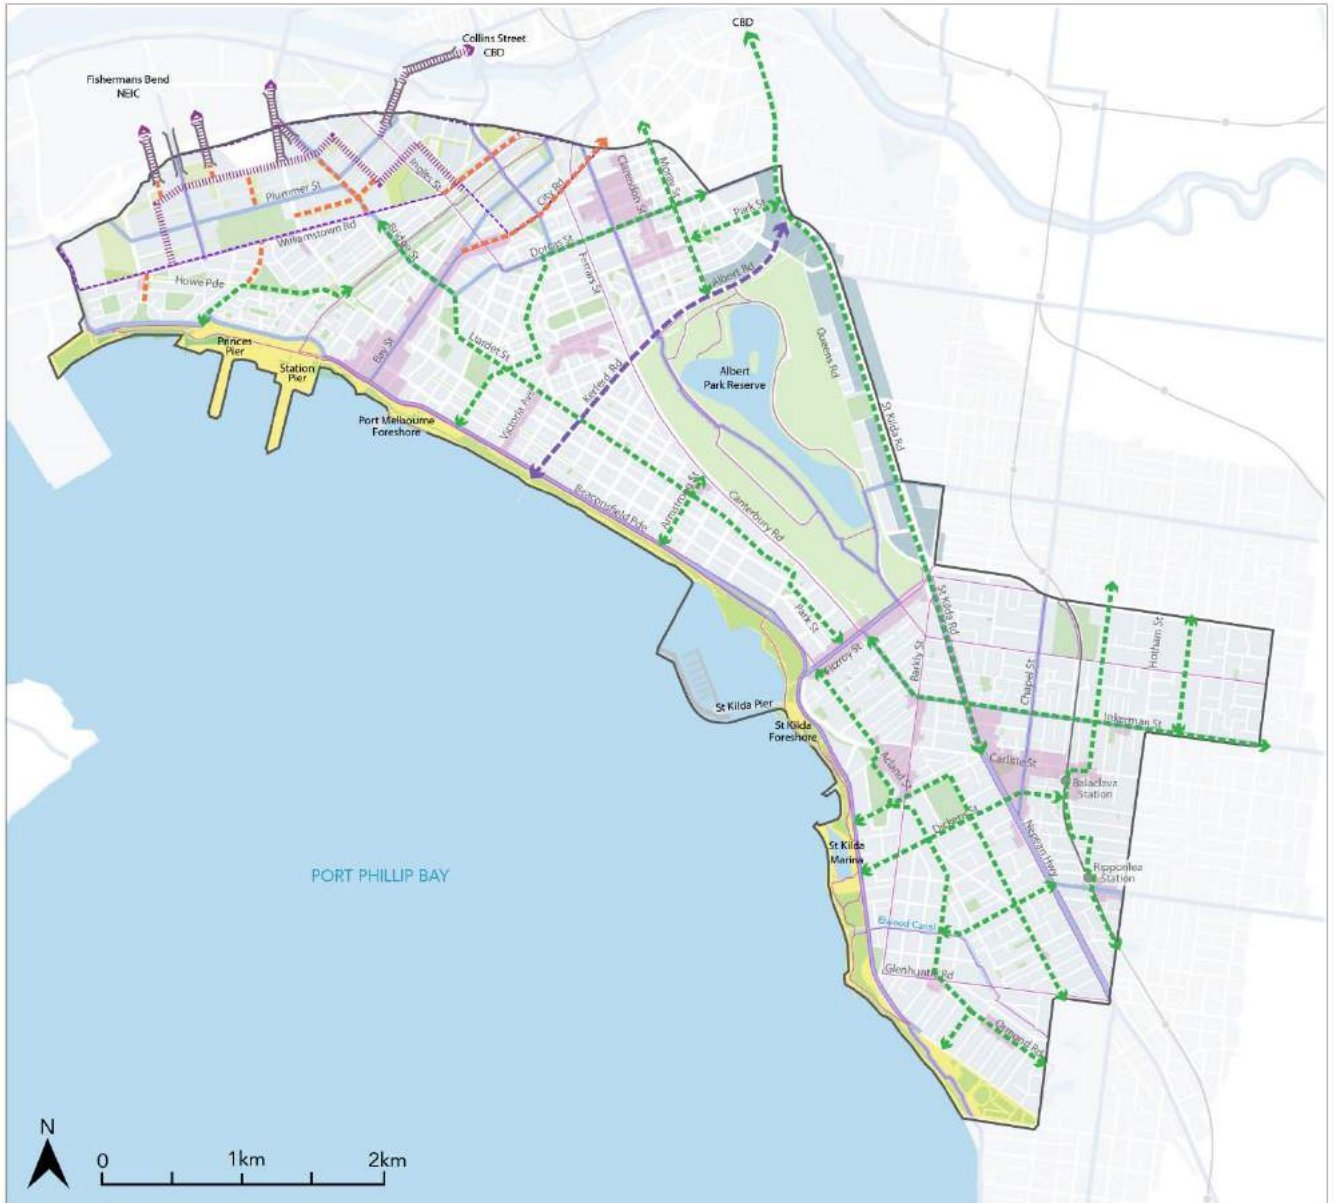 CBD
Collins Street
CBD
Fishermans Bend
NEIC
Ingles St
Plummer St
City Rd
Clarendon St
Moray St
Park St
Williamstown Rd
Bridge St
Dorcas St
Ferrars St
Albert Rd
Howe Pde
Princes
Pier
Station
Pier
Bay St
Liardet St
Kerferd Rd
Albert
Park Reserve
Queens Rd
St Kilda Rd
Port Melbourne
Foreshore
Victoria Ave
Beaconsfield Pde
Armstrong St
Canterbury Rd
Park St
Fitzroy St
St Kilda Rd
Barkly St
Chapel St
Hotham St
St Kilda Pier
St Kilda
Foreshore
Inkerman St
Acland St
Carlisle St
Balaclava
Station
Dickens St
Nepean Hwy
St Kilda
Marina
Ripponlea
Station
PORT PHILLIP BAY
Elwood Canal
Glenhuntly Rd
Ormond Rd
N
0
1km
2km